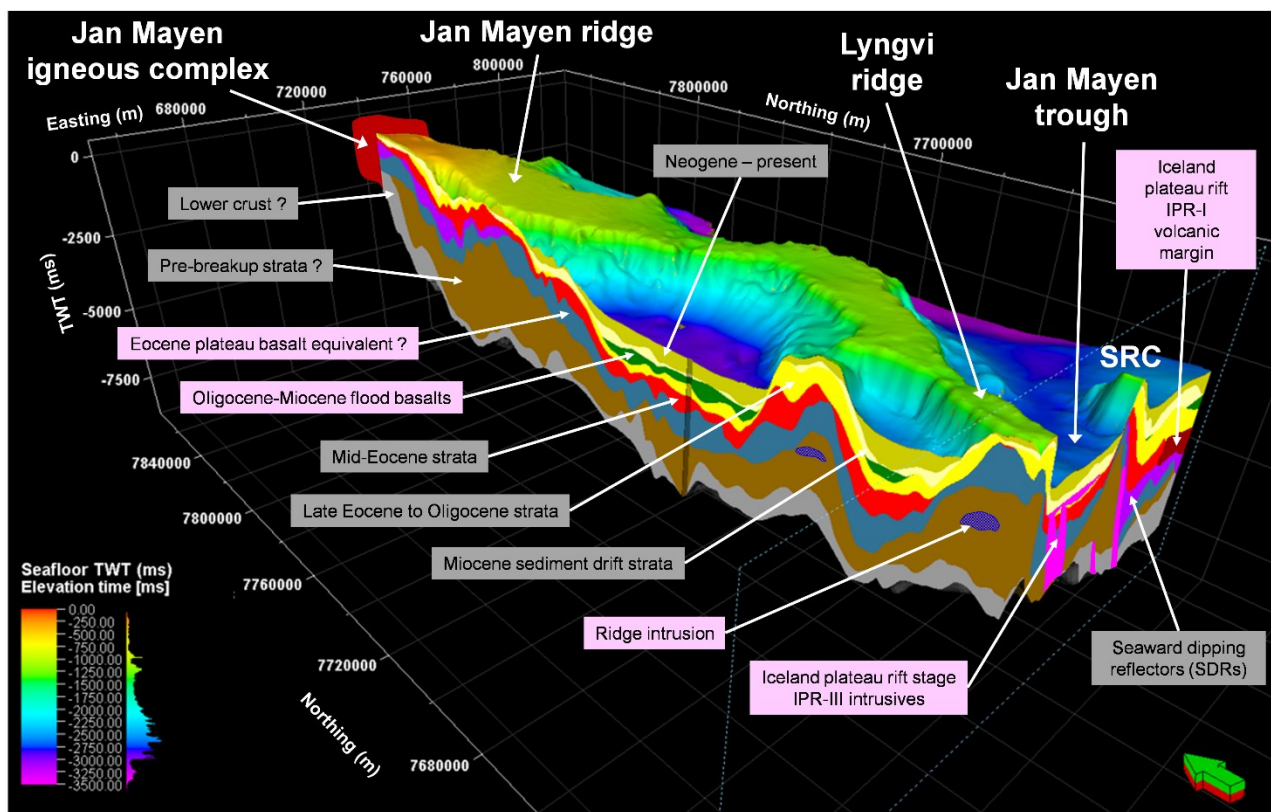 Jan Mayen
igneous complex
Jan Mayen ridge
Lyngvi
ridge
Jan Mayen
trough
Easting (m)
680000
720000
760000
800000
7800000
Northing (m)
7700000
0
-2500
-5000
-7500
TWT (ms)
Neogene – present
Iceland
plateau rift
IPR-I
volcanic
margin
Lower crust ?
Pre-breakup strata ?
Eocene plateau basalt equivalent ?
SRC
Oligocene-Miocene flood basalts
Mid-Eocene strata
Late Eocene to Oligocene strata
Miocene sediment drift strata
Ridge intrusion
Iceland plateau rift stage
IPR-III intrusives
Seaward dipping
reflectors (SDRs)
7840000
7800000
7760000
7720000
7680000
Northing (m)
Seafloor TWT (ms)
Elevation time [ms]
0.00
-250.00
-500.00
-750.00
-1000.00
-1250.00
-1500.00
-1750.00
-2000.00
-2250.00
-2500.00
-2750.00
-3000.00
-3250.00
-3500.00